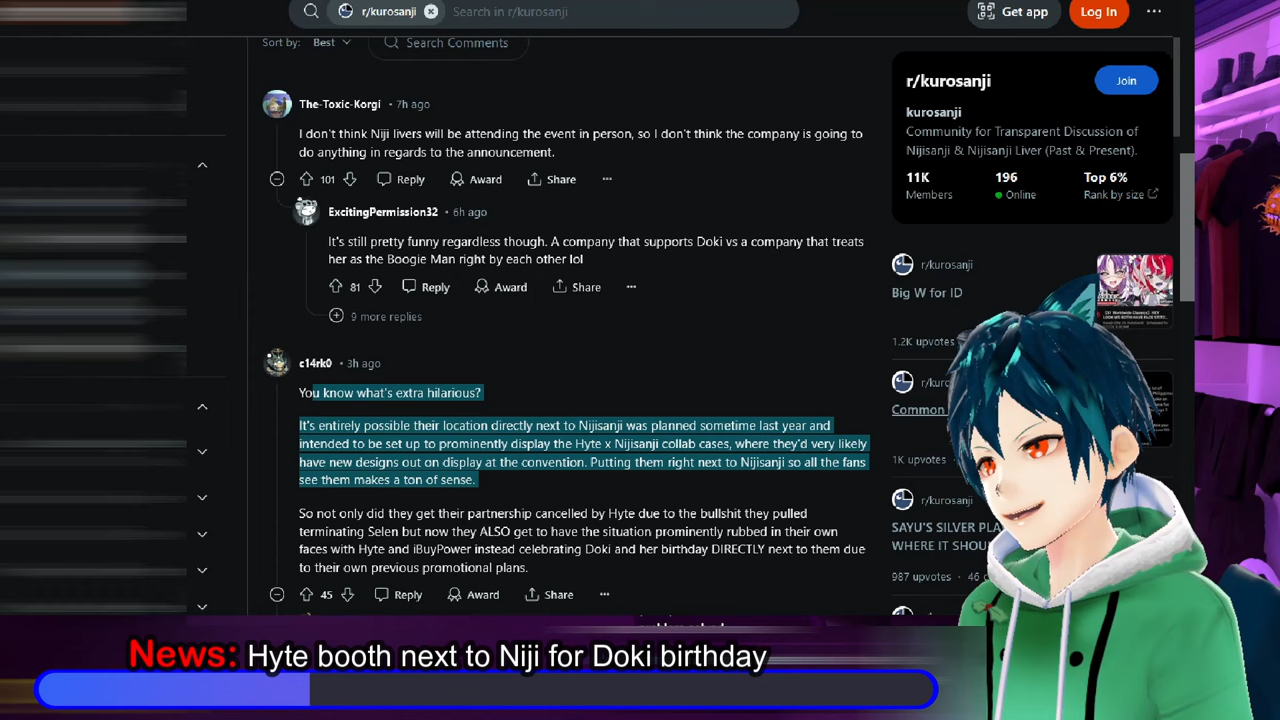 r/kurosanji
Search in r/kurosanji
Get app
Log In
Sort by: Best
Search Comments
The-Toxic-Korgi • 7h ago
I don't think Niji livers will be attending the event in person, so I don't think the company is going to
do anything in regards to the announcement.
101 Reply Award Share
ExcitingPermission32 • 6h ago
It's still pretty funny regardless though. A company that supports Doki vs a company that treats
her as the Boogie Man right by each other lol
81 Reply Award Share
9 more replies
c14rk0 • 3h ago
You know what's extra hilarious?
It's entirely possible their location directly next to Nijisanji was planned sometime last year and
intended to be set up to prominently display the Hyte x Nijisanji collab cases, where they'd very likely
have new designs out on display at the convention. Putting them right next to Nijisanji so all the fans
see them makes a ton of sense.
So not only did they get their partnership cancelled by Hyte due to the bullshit they pulled
terminating Selen but now they ALSO get to have the situation prominently rubbed in their own
faces with Hyte and iBuyPower instead celebrating Doki and her birthday DIRECTLY next to them due
to their own previous promotional plans.
45 Reply Award Share
r/kurosanji
Join
kurosanji
Community for Transparent Discussion of
Nijisanji & Nijisanji Liver (Past & Present).
11K 196 Top 6%
Members Online Rank by size
r/kurosanji
Big W for ID
1.2K upvotes
r/kuro
Common
1K upvotes
r/kurosanji
SAYU'S SILVER PLA
WHERE IT SHOU
987 upvotes • 46 c
News: Hyte booth next to Niji for Doki birthday